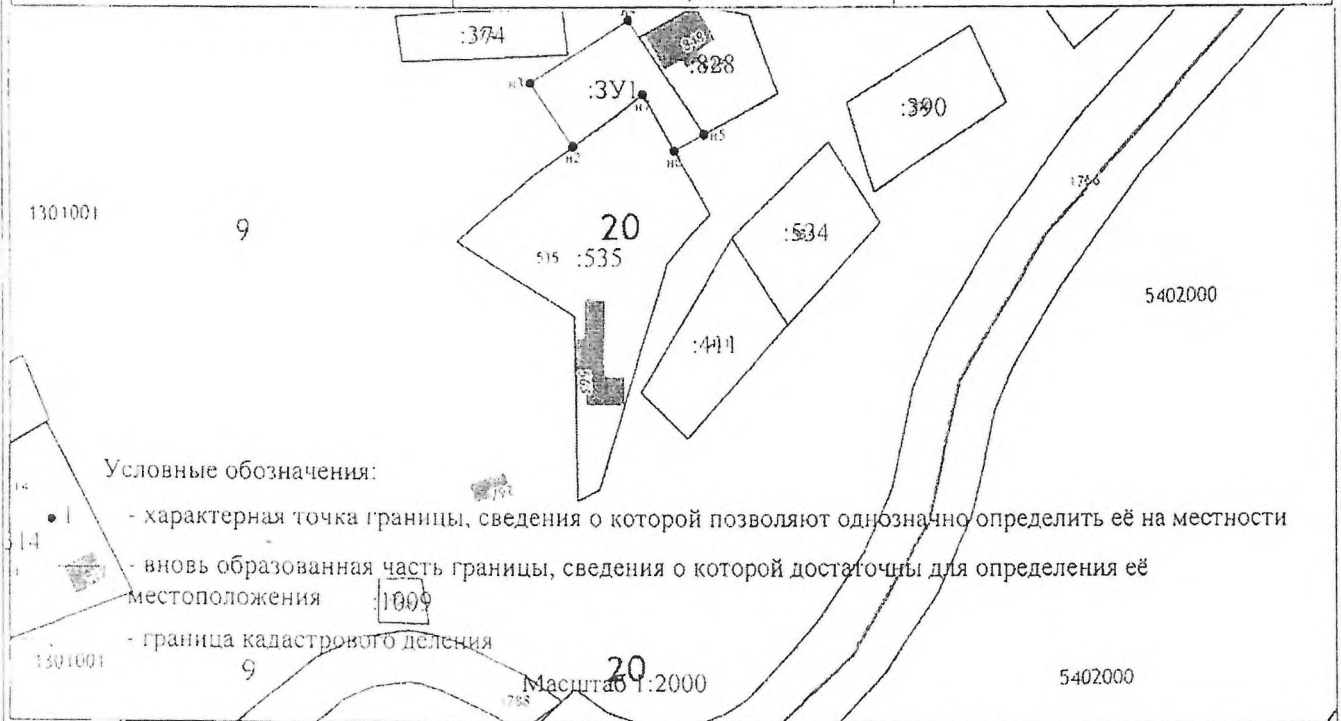 :374
:828
н3
:ЗУ1
:390
н5
н2
1301001
9
20
:534
535 :535
5402000
Условные обозначения:
1
- характерная точка границы, сведения о которой позволяют однозначно определить её на местности
- вновь образованная часть границы, сведения о которой достаточны для определения её
местоположения
:1009
- граница кадастрового деления
1301001
9
20
Масштаб 1:2000
5402000